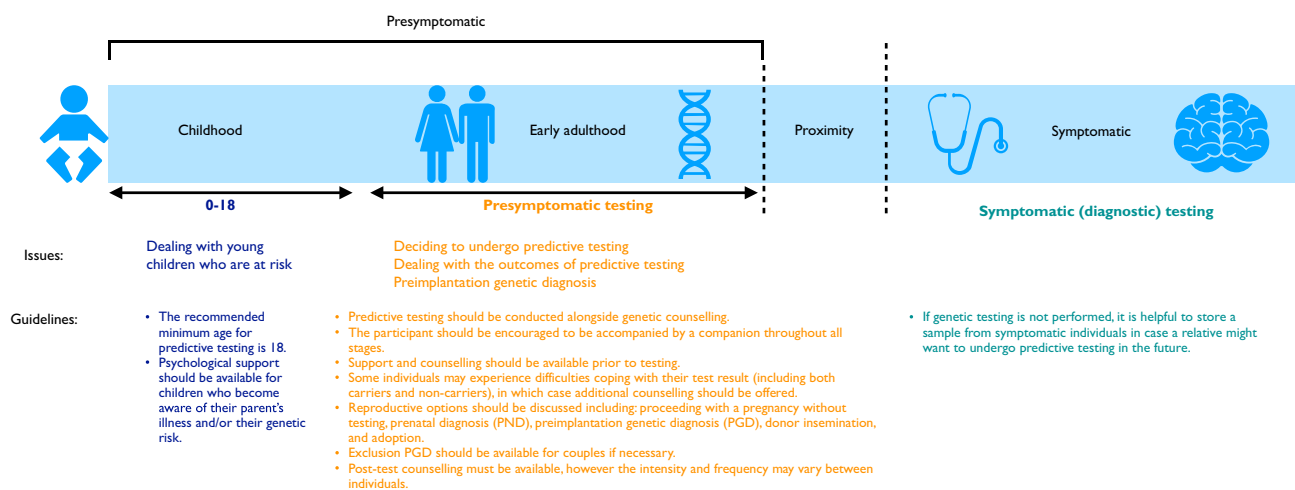 Presymptomatic
Childhood
Early adulthood
Proximity
Symptomatic
0-18
Presymptomatic testing
Symptomatic (diagnostic) testing
Issues:
Dealing with young
children who are at risk
Deciding to undergo predictive testing
Dealing with the outcomes of predictive testing
Preimplantation genetic diagnosis
Guidelines:
• The recommended
minimum age for
predictive testing is 18.
• Psychological support
should be available for
children who become
aware of their parent's
illness and/or their genetic
risk.
• Predictive testing should be conducted alongside genetic counselling.
• The participant should be encouraged to be accompanied by a companion throughout all
stages.
• Support and counselling should be available prior to testing.
• Some individuals may experience difficulties coping with their test result (including both
carriers and non-carriers), in which case additional counselling should be offered.
• Reproductive options should be discussed including: proceeding with a pregnancy without
testing, prenatal diagnosis (PND), preimplantation genetic diagnosis (PGD), donor insemination,
and adoption.
• Exclusion PGD should be available for couples if necessary.
• Post-test counselling must be available, however the intensity and frequency may vary between
individuals.
• If genetic testing is not performed, it is helpful to store a
sample from symptomatic individuals in case a relative might
want to undergo predictive testing in the future.